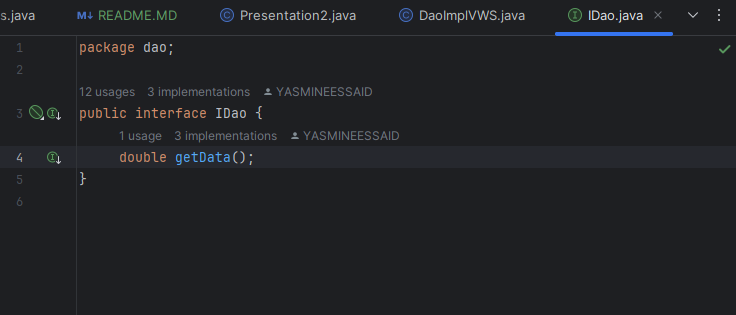 s.java README.MD Presentation2.java DaoImplVWS.java IDao.java
1 package dao;
2
12 usages 3 implementations YASMINEESSAID
3 public interface IDao {
1 usage 3 implementations YASMINEESSAID
4 double getData();
5 }
6